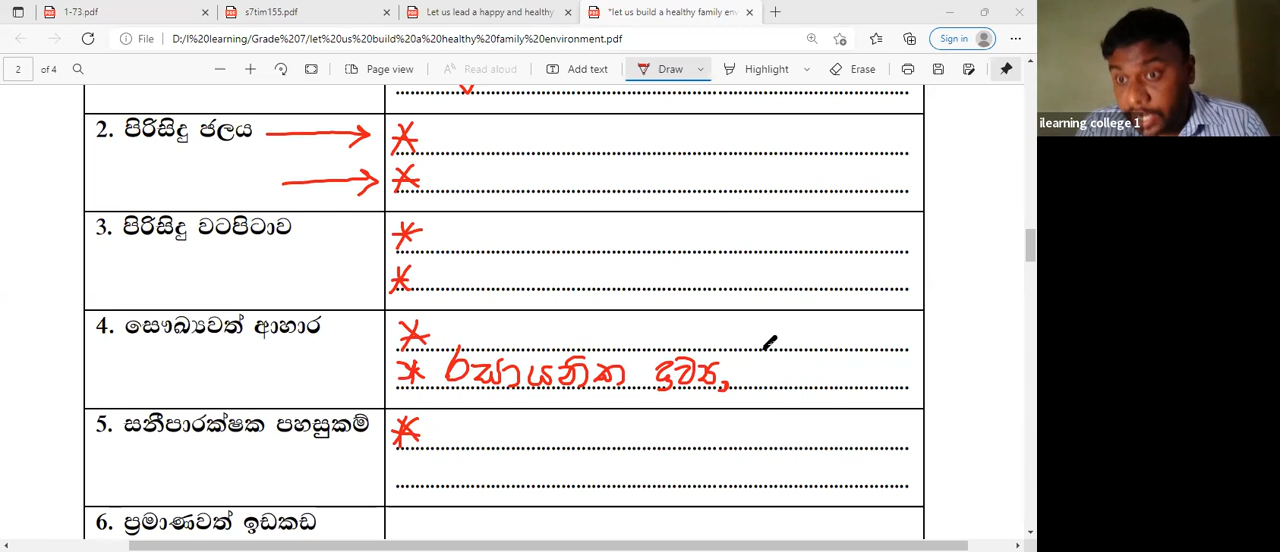 1-73.pdf
s7tim155.pdf
Let us lead a happy and healthy
*let us build a healthy family env
File
D:/I%20learning/Grade%207/let%20us%20build%20a%20healthy%20family%20environment.pdf
Sign in
2 of 4
Page view
Read aloud
Add text
Draw
Highlight
Erase
ilearning college 1
2. පිරිසිදු ජලය
3. පිරිසිදු වටපිටාව
4. සෞඛ්‍යවත් ආහාර
රසායනික ද්‍රව්‍ය,
5. සනීපාරක්ෂක පහසුකම්
6. ප්‍රමාණවත් ඉඩකඩ